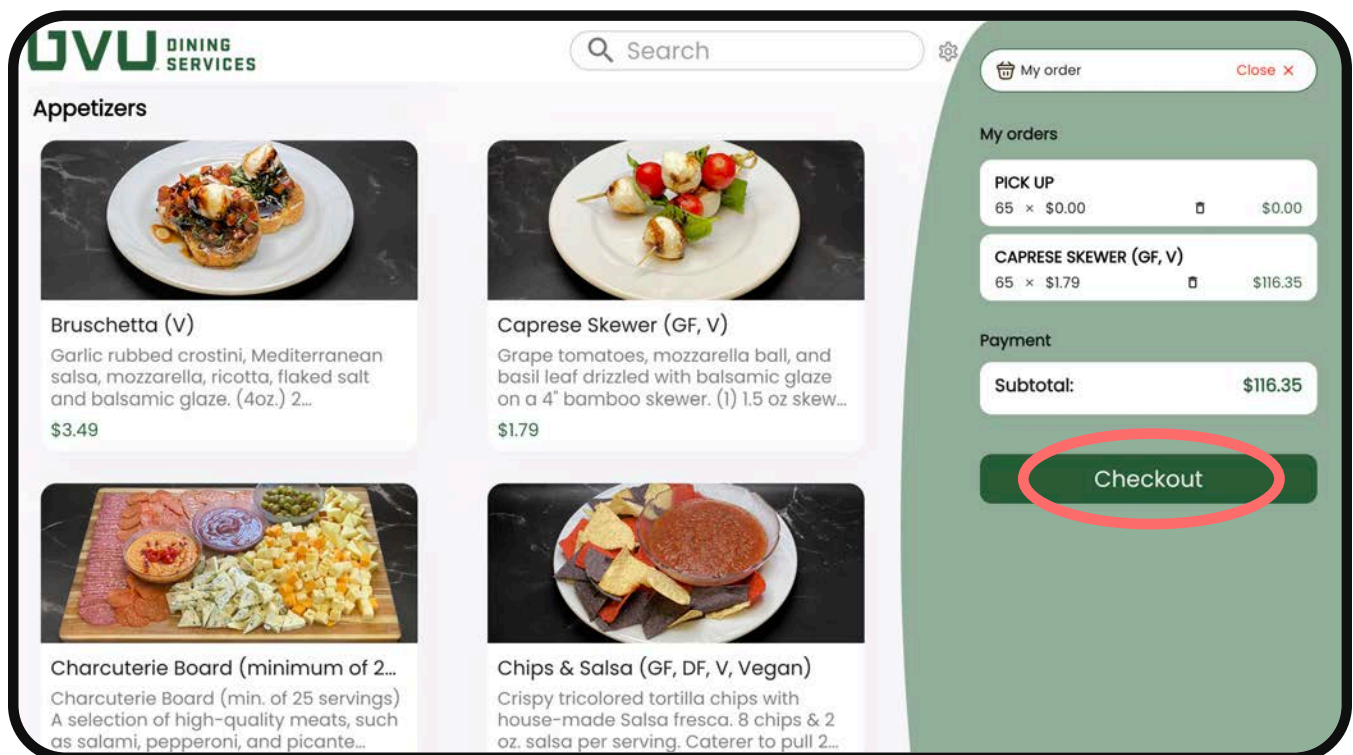 UVU DINING
SERVICES
Search
My order
Close ×
Appetizers
Bruschetta (V)
Garlic rubbed crostini, Mediterranean
salsa, mozzarella, ricotta, flaked salt
and balsamic glaze. (4oz.) 2...
$3.49
Caprese Skewer (GF, V)
Grape tomatoes, mozzarella ball, and
basil leaf drizzled with balsamic glaze
on a 4" bamboo skewer. (1) 1.5 oz skew...
$1.79
Charcuterie Board (minimum of 2...
Charcuterie Board (min. of 25 servings)
A selection of high-quality meats, such
as salami, pepperoni, and picante...
Chips & Salsa (GF, DF, V, Vegan)
Crispy tricolored tortilla chips with
house-made Salsa fresca. 8 chips & 2
oz. salsa per serving. Caterer to pull 2...
My orders
PICK UP
65 × $0.00 $0.00
CAPRESE SKEWER (GF, V)
65 × $1.79 $116.35
Payment
Subtotal: $116.35
Checkout